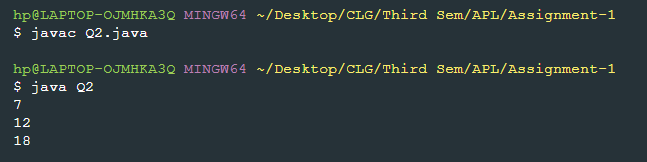 hp@LAPTOP-OJMHKA3Q MINGW64 ~/Desktop/CLG/Third Sem/APL/Assignment-1
$ javac Q2.java
hp@LAPTOP-OJMHKA3Q MINGW64 ~/Desktop/CLG/Third Sem/APL/Assignment-1
$ java Q2
7
12
18